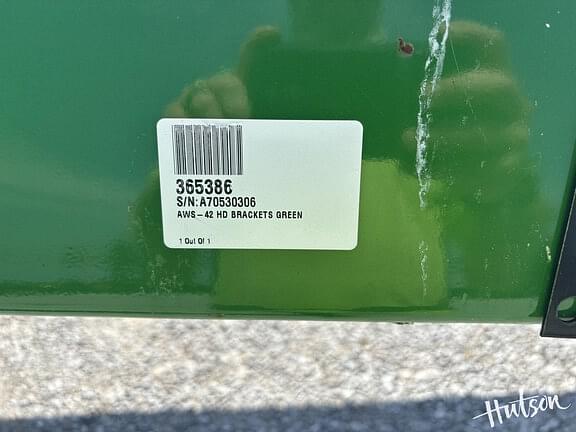 365386
S/N:A70530306
AWS-42 HD BRACKETS GREEN
1 Out Of 1
Hutson